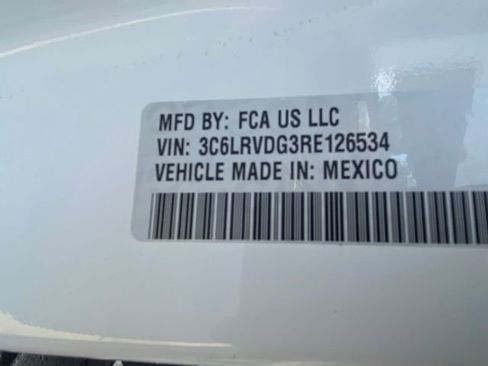 MFD BY: FCA US LLC
VIN: 3C6LRVDG3RE126534
VEHICLE MADE IN: MEXICO